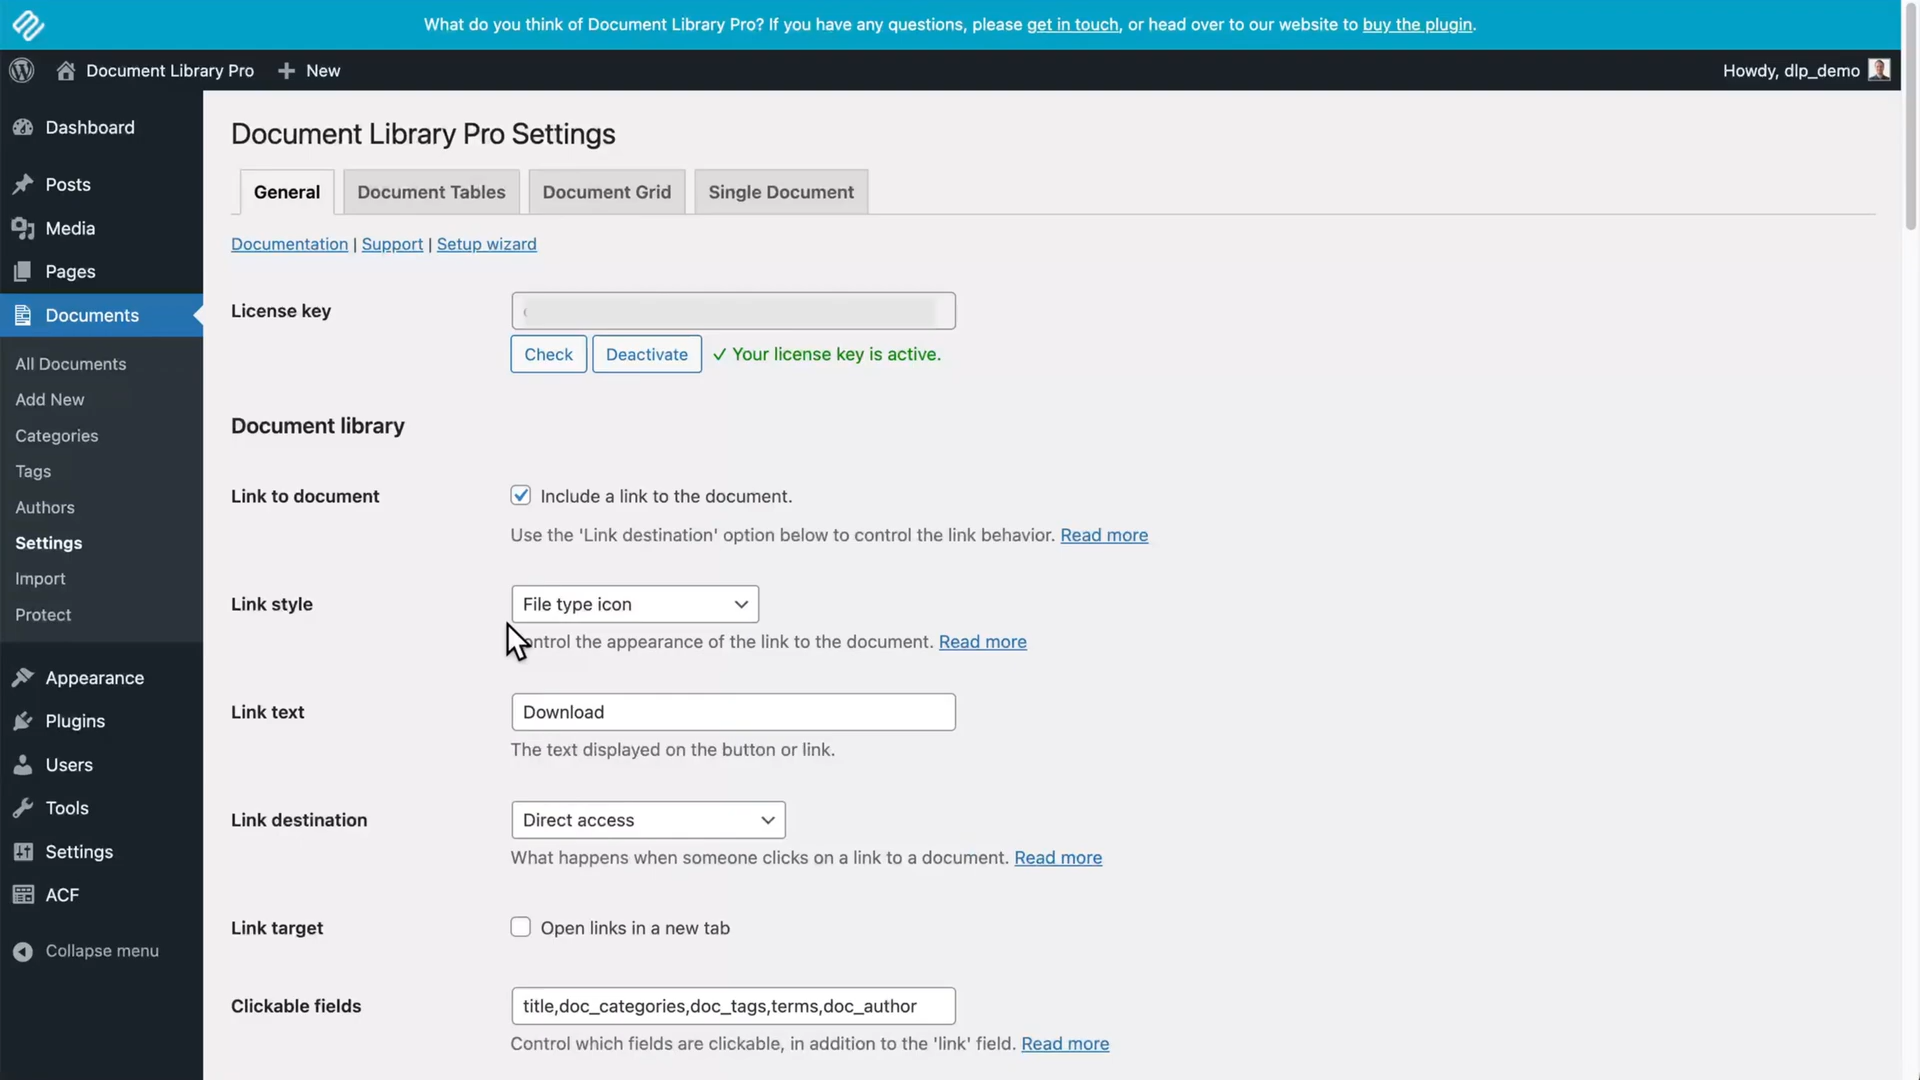 What do you think of Document Library Pro? If you have any questions, please get in touch, or head over to our website to buy the plugin.
Document Library Pro
New
Howdy, dlp_demo
Dashboard
Posts
Media
Pages
Documents
All Documents
Add New
Categories
Tags
Authors
Settings
Import
Protect
Appearance
Plugins
Users
Tools
Settings
ACF
Collapse menu
Document Library Pro Settings
General
Document Tables
Document Grid
Single Document
Documentation | Support | Setup wizard
License key
Check
Deactivate
✓ Your license key is active.
Document library
Link to document
Include a link to the document.
Use the 'Link destination' option below to control the link behavior. Read more
Link style
File type icon
ntrol the appearance of the link to the document. Read more
Link text
Download
The text displayed on the button or link.
Link destination
Direct access
What happens when someone clicks on a link to a document. Read more
Link target
Open links in a new tab
Clickable fields
title,doc_categories,doc_tags,terms,doc_author
Control which fields are clickable, in addition to the 'link' field. Read more